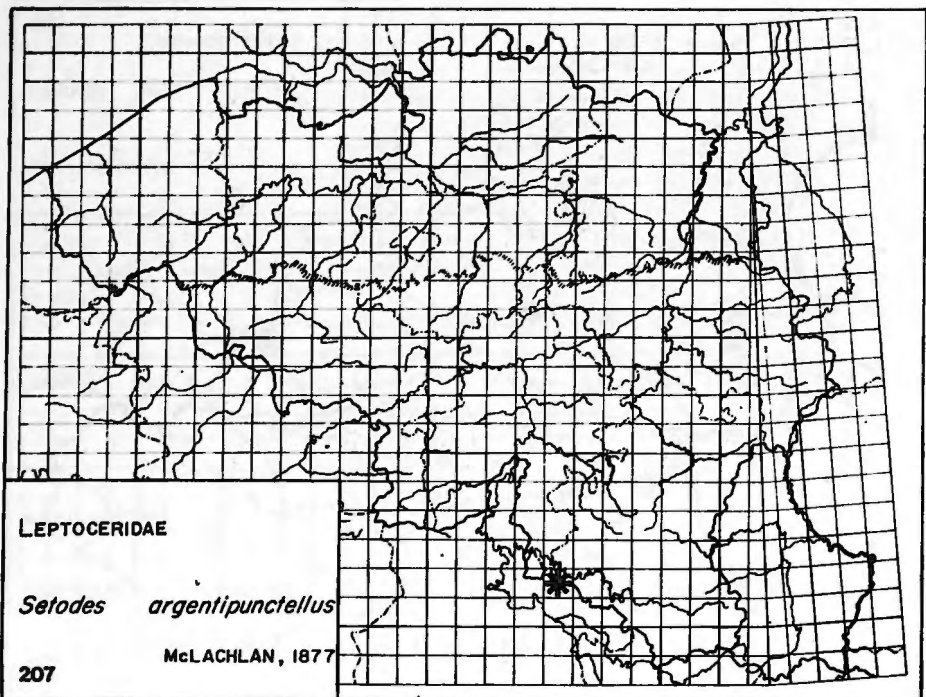 LEPTOCERIDAE
Setodes argentipunctellus
McLACHLAN, 1877
207